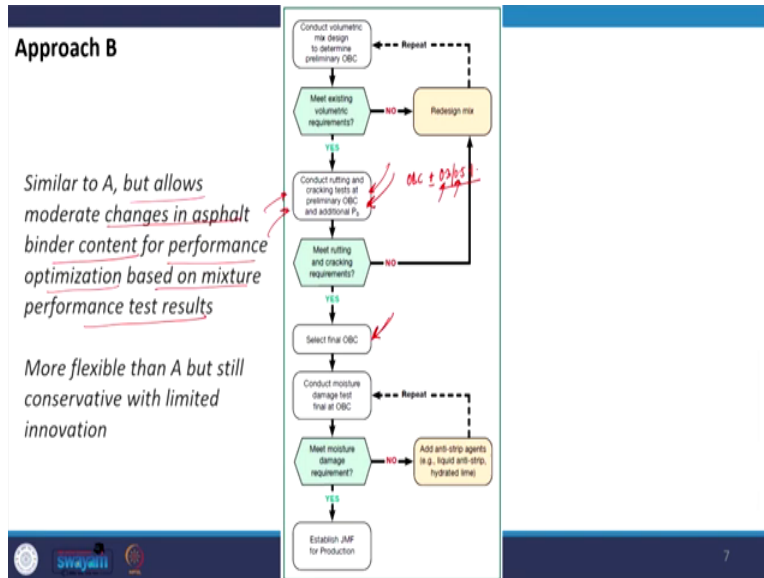 Approach B
Similar to A, but allows
moderate changes in asphalt
binder content for performance
optimization based on mixture
performance test results
More flexible than A but still
conservative with limited
innovation
Conduct volumetric
mix design
to determine
preliminary OBC
Repeat
Meet existing
volumetric
requirements?
NO
Redesign mix
YES
Conduct rutting and
cracking tests at
preliminary OBC
and additional Pb
OBC ±
Meet rutting
and cracking
requirements?
NO
YES
Select final OBC
Conduct moisture
damage test
final at OBC
Repeat
Meet moisture
damage
requirement?
NO
Add anti-strip agents
(e.g., liquid anti-strip,
hydrated lime)
YES
Establish JMF
for Production
swayam
7